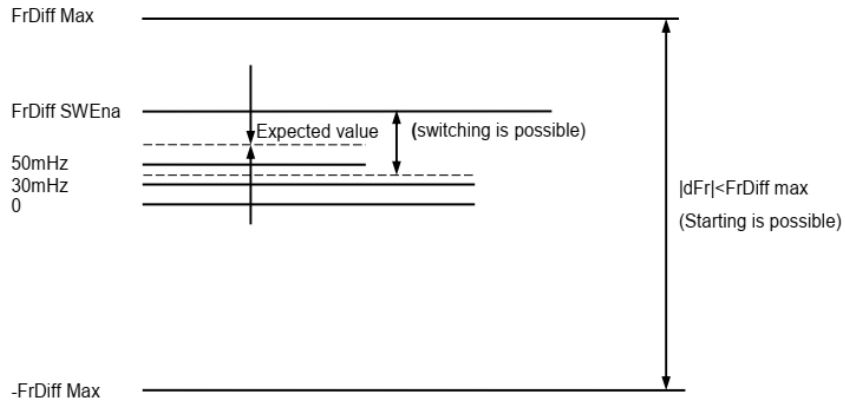 FrDiff Max
FrDiff SWEna
Expected value
(switching is possible)
50mHz
30mHz
0
|dFr|<FrDiff max
(Starting is possible)
-FrDiff Max